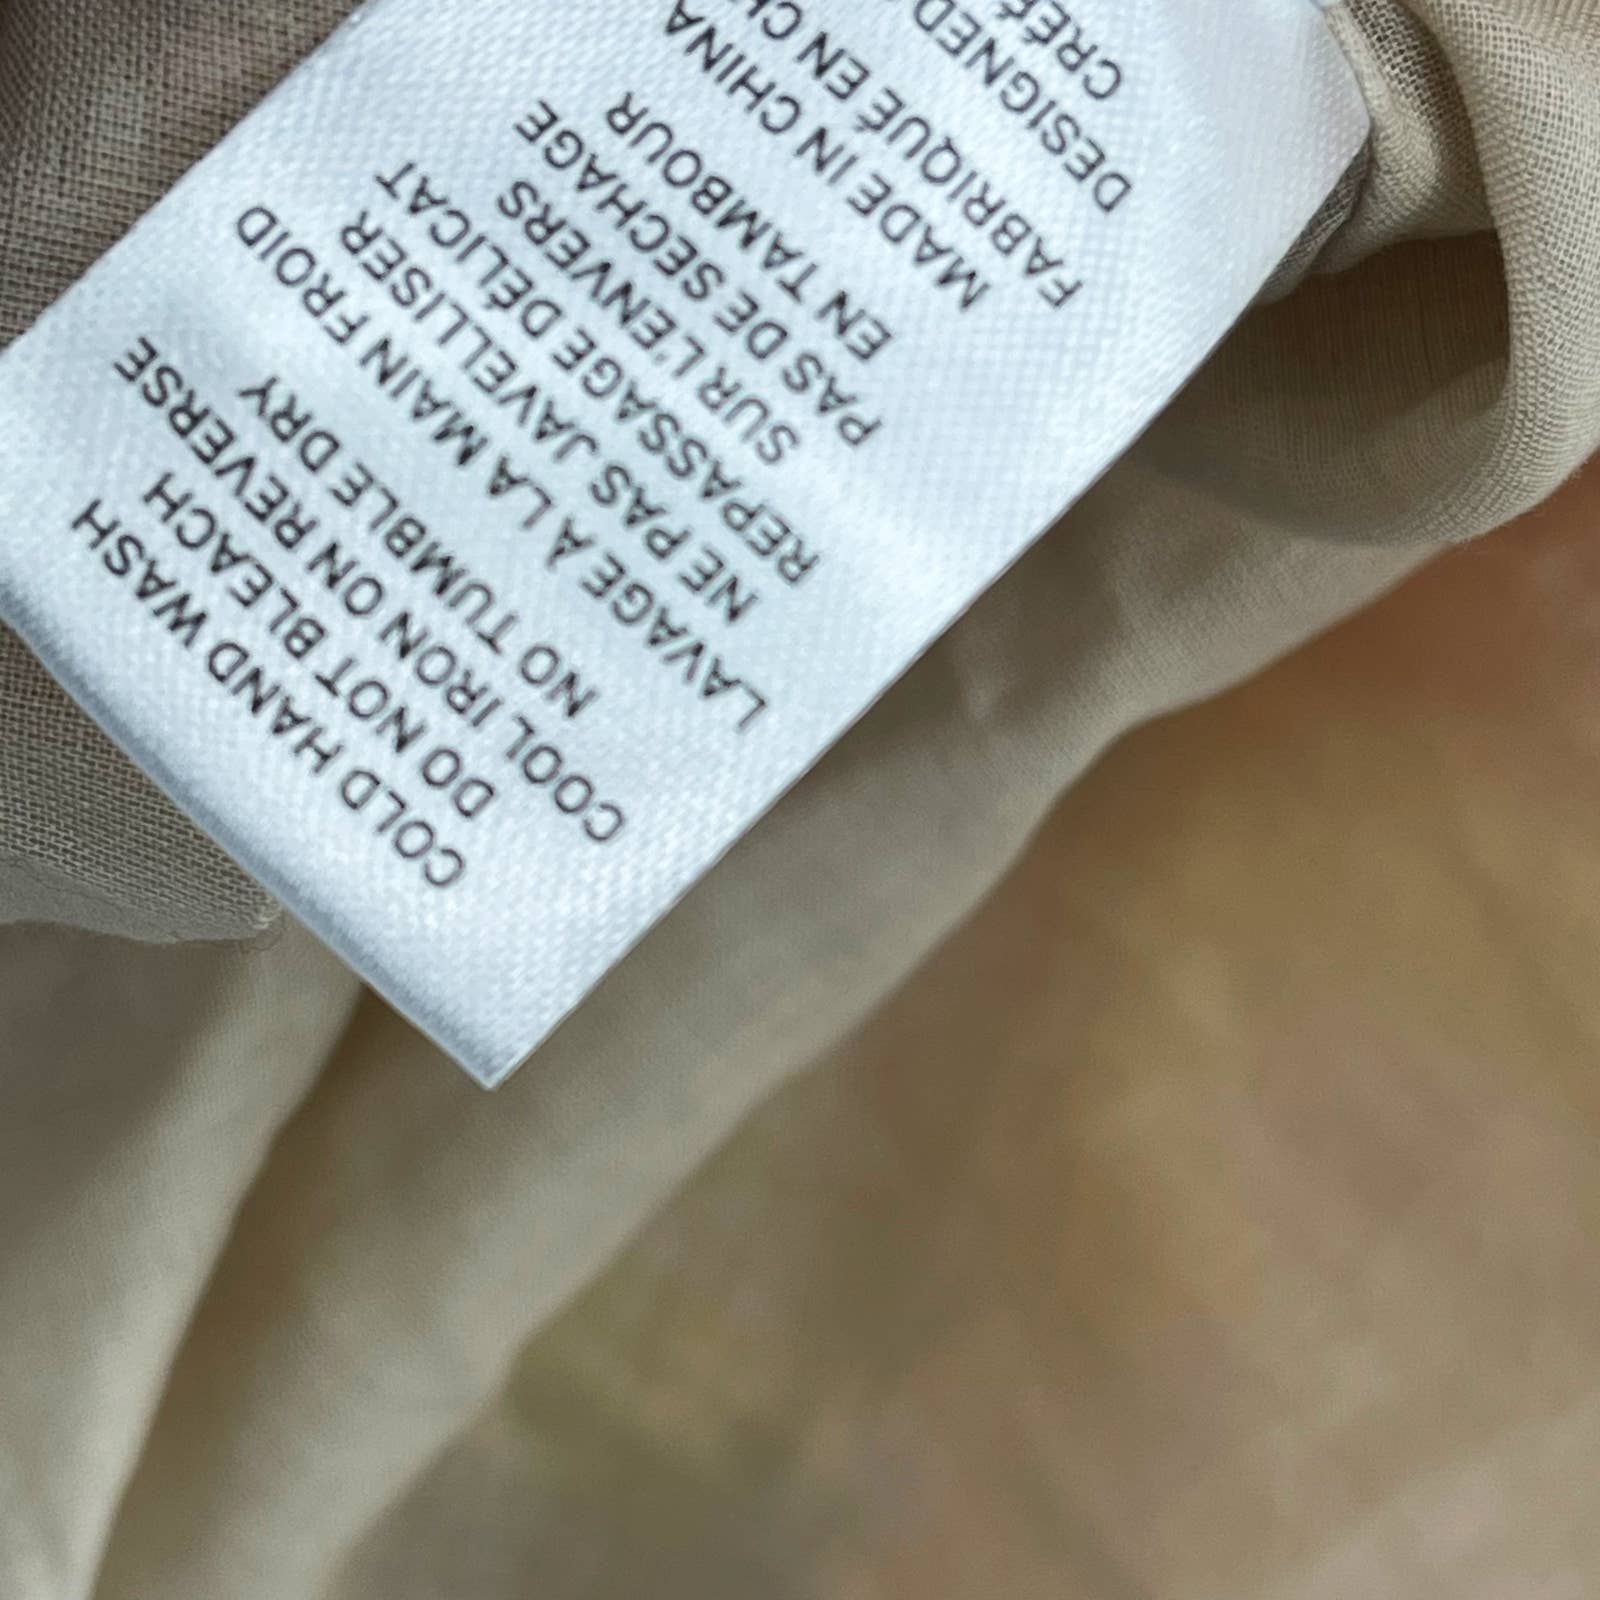 COLD HAND WASH
DO NOT BLEACH
COOL IRON ON REVERSE
NO TUMBLE DRY
LAVAGE À LA MAIN FROID
NE PAS JAVELLISER
REPASSAGE DÉLICAT
SUR L'ENVERS
PAS DE SECHAGE
EN TAMBOUR
MADE IN CHINA
FABRIQUÉ EN
DESIGNED